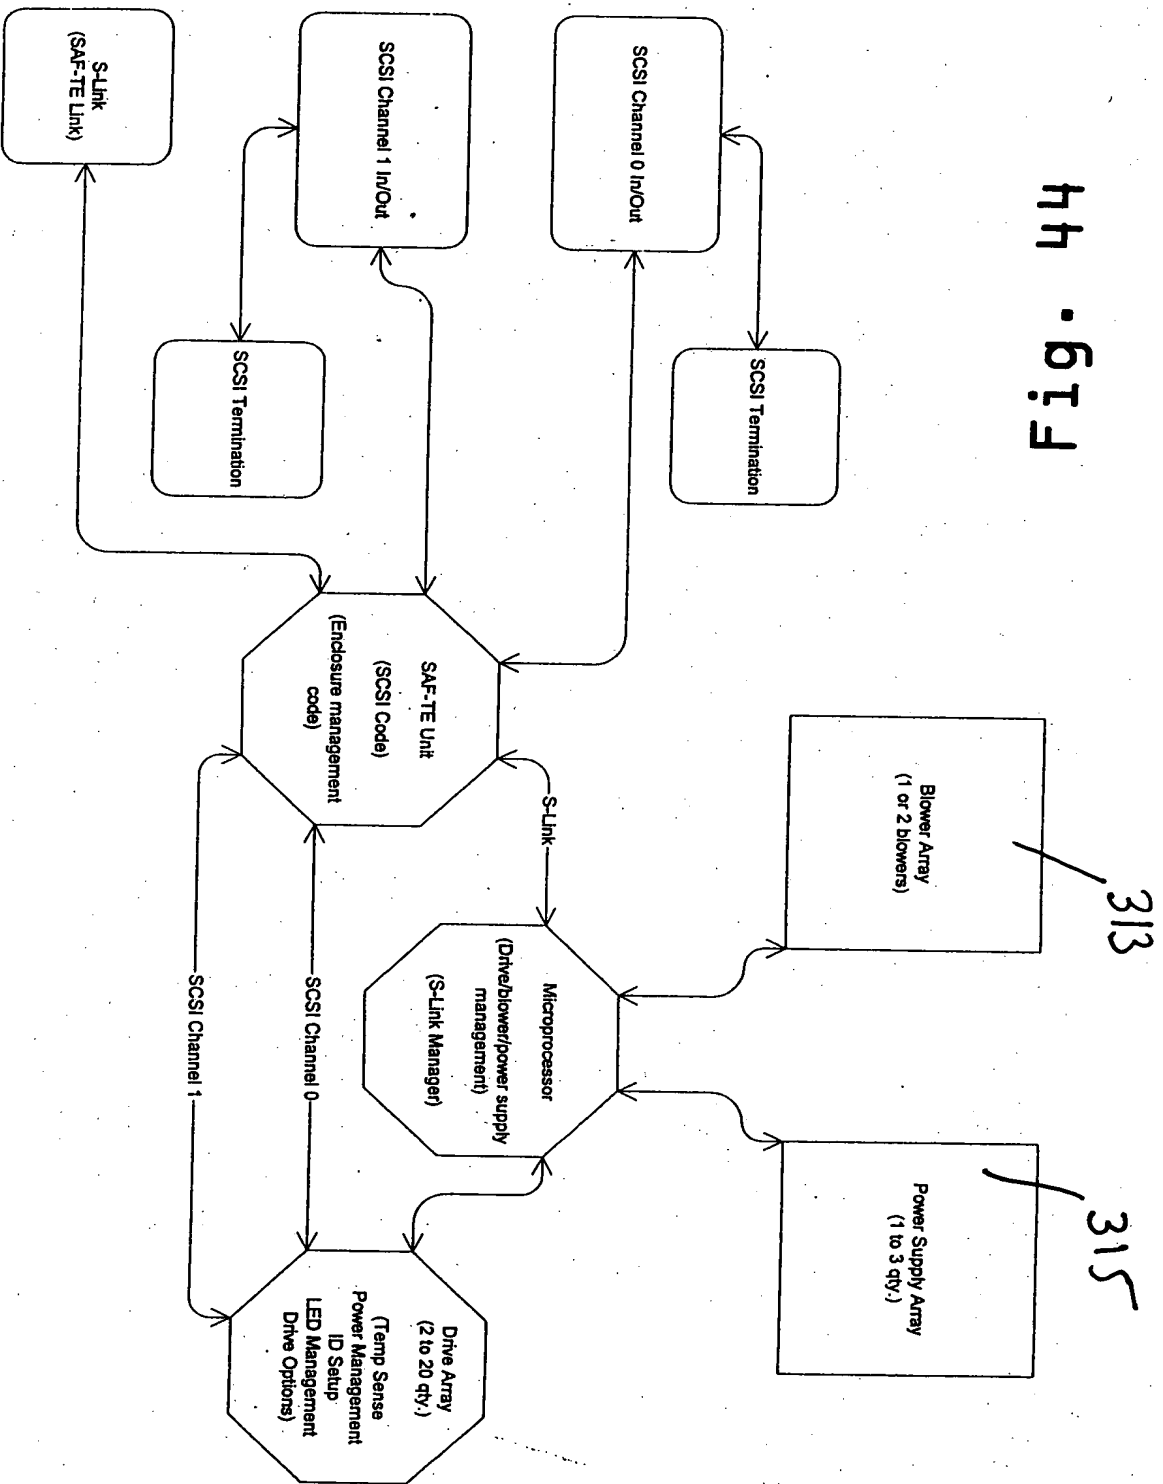 Fig. 44
313
315
Blower Array
(1 or 2 blowers)
Power Supply Array
(1 to 3 qty.)
SCSI Termination
SCSI Channel 0 In/Out
S-Link
Microprocessor
(Drive/blower/power supply
management)
(S-Link Manager)
SAF-TE Unit
(SCSI Code)
(Enclosure management
code)
Drive Array
(2 to 20 qty.)
(Temp Sense
Power Management
ID Setup
LED Management
Drive Options)
SCSI Channel 1 In/Out
SCSI Termination
SCSI Channel 0
SCSI Channel 1
S-Link
(SAF-TE Link)